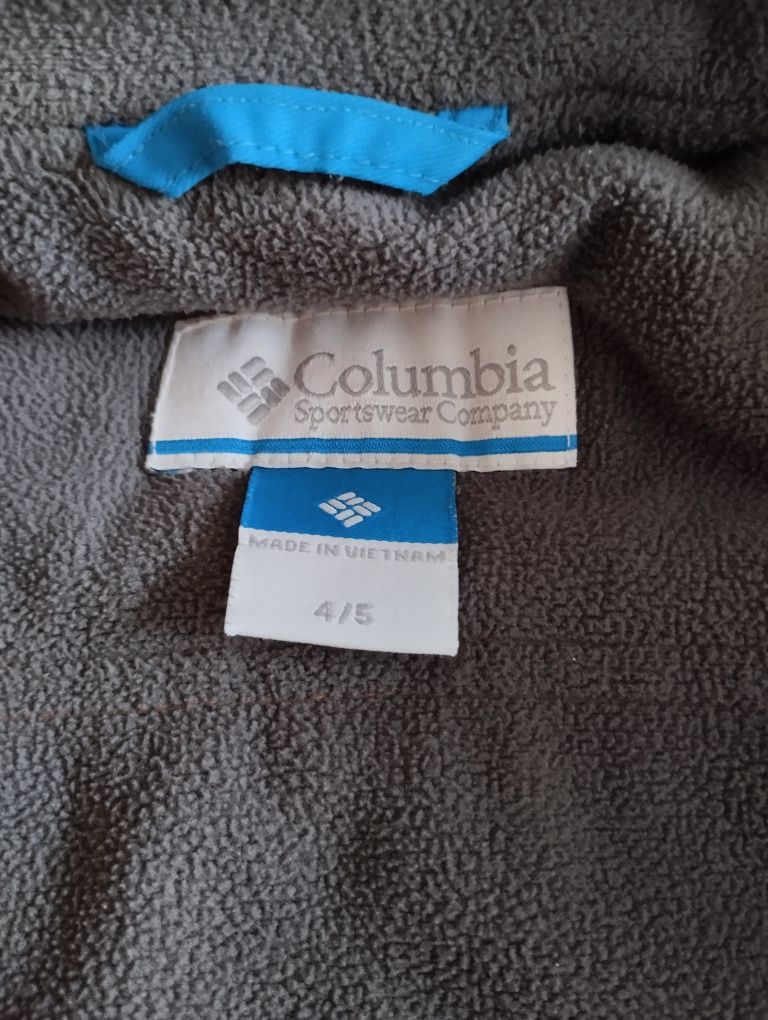 Columbia
Sportswear Company
MADE IN VIETNAM
4/5